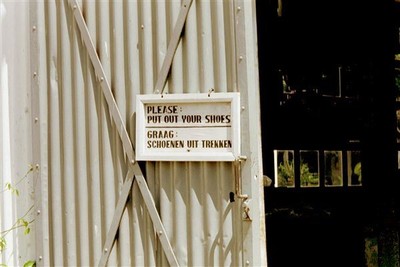 PLEASE:
PUT OUT YOUR SHOES
GRAAG:
SCHOENEN UIT TREKKEN